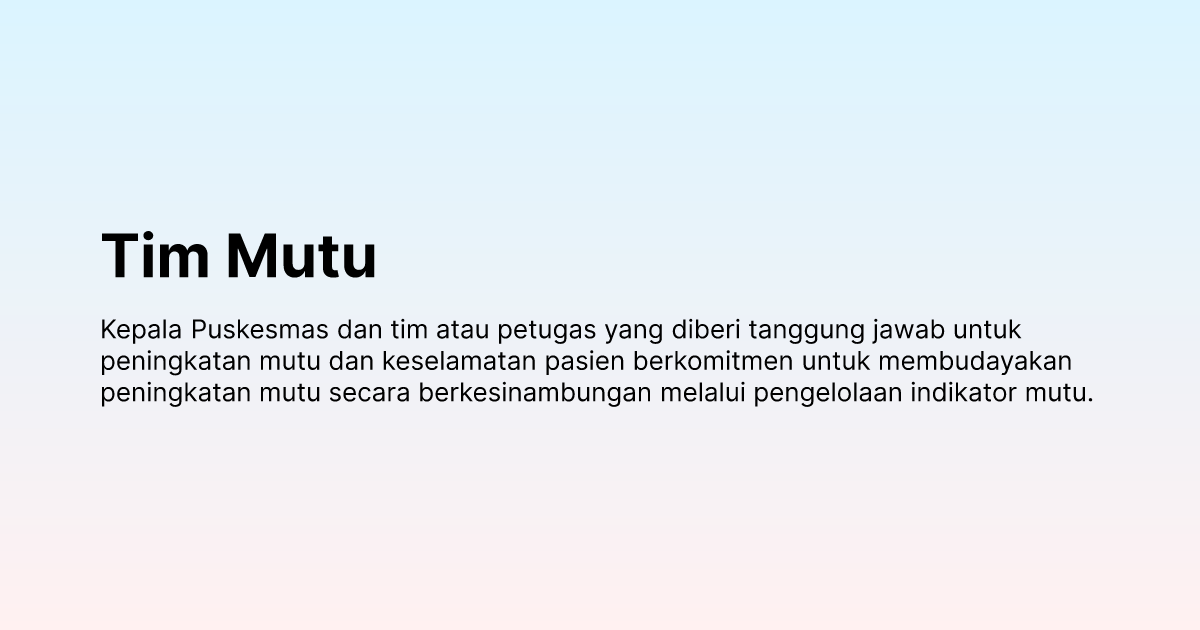 Tim Mutu
Kepala Puskesmas dan tim atau petugas yang diberi tanggung jawab untuk
peningkatan mutu dan keselamatan pasien berkomitmen untuk membudayakan
peningkatan mutu secara berkesinambungan melalui pengelolaan indikator mutu.